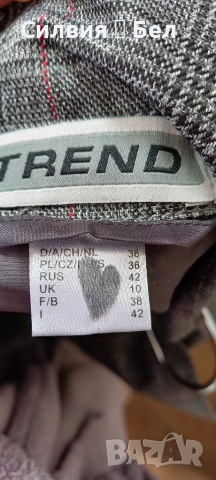 Силвия Бел
TREND
D/A/CH/NL 36
PL/CZ/ 36
RUS 42
UK 10
F/B 38
I 42
BAZAR